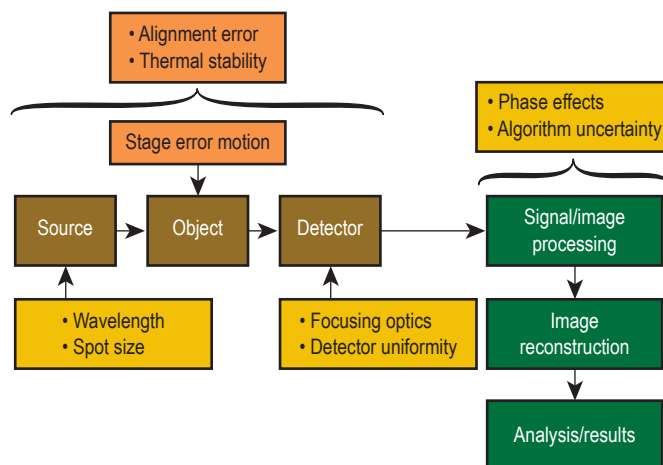 • Alignment error
• Thermal stability
• Phase effects
• Algorithm uncertainty
Stage error motion
Source
Object
Detector
Signal/image
processing
• Wavelength
• Spot size
• Focusing optics
• Detector uniformity
Image
reconstruction
Analysis/results